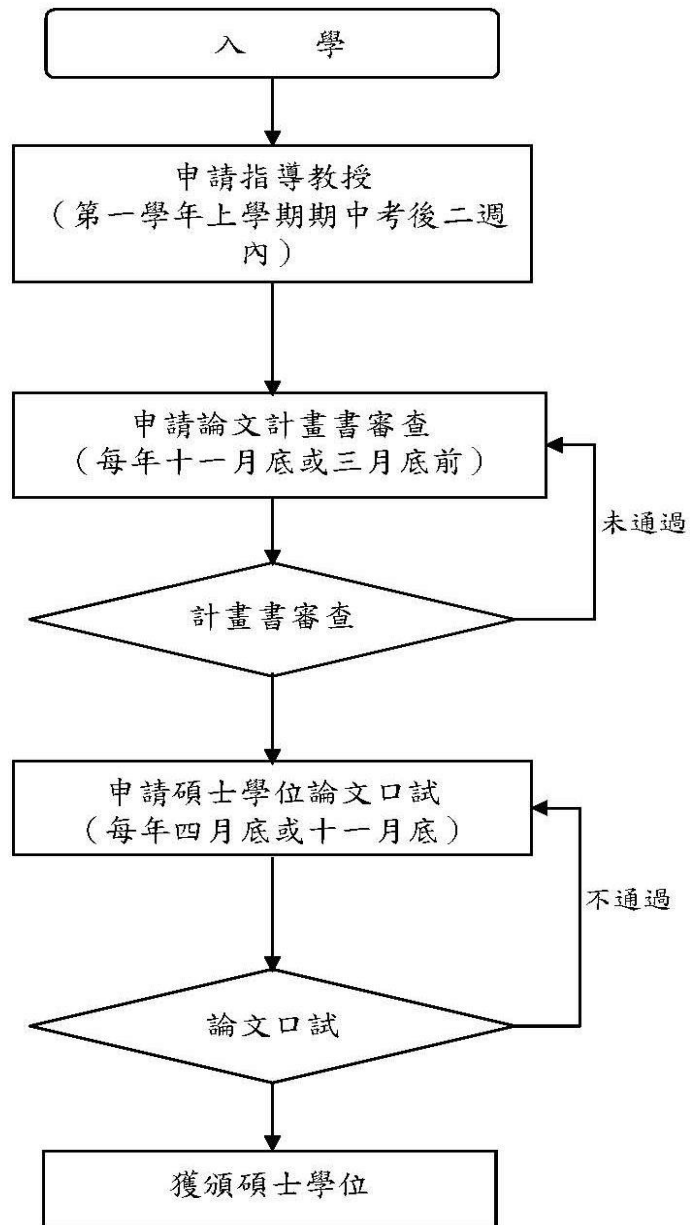 入 學
申請指導教授
（第一學年上學期期中考後二週
內）
申請論文計畫書審查
（每年十一月底或三月底前）
未通過
計畫書審查
申請碩士學位論文口試
（每年四月底或十一月底）
不通過
論文口試
獲頒碩士學位